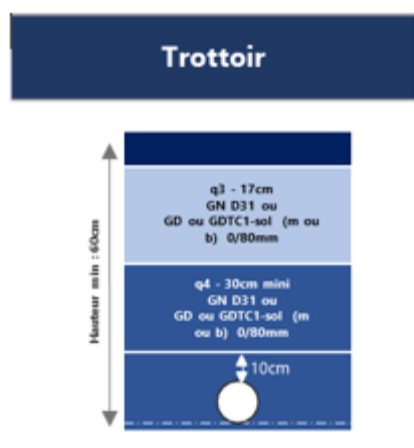 Trottoir
Hauteur min : 60cm
q3 - 17cm
GN D31 ou
GD ou GDTC1-sol (m ou
b) 0/80mm
q4 - 30cm mini
GN D31 ou
GD ou GDTC1-sol (m
ou b) 0/80mm
10cm